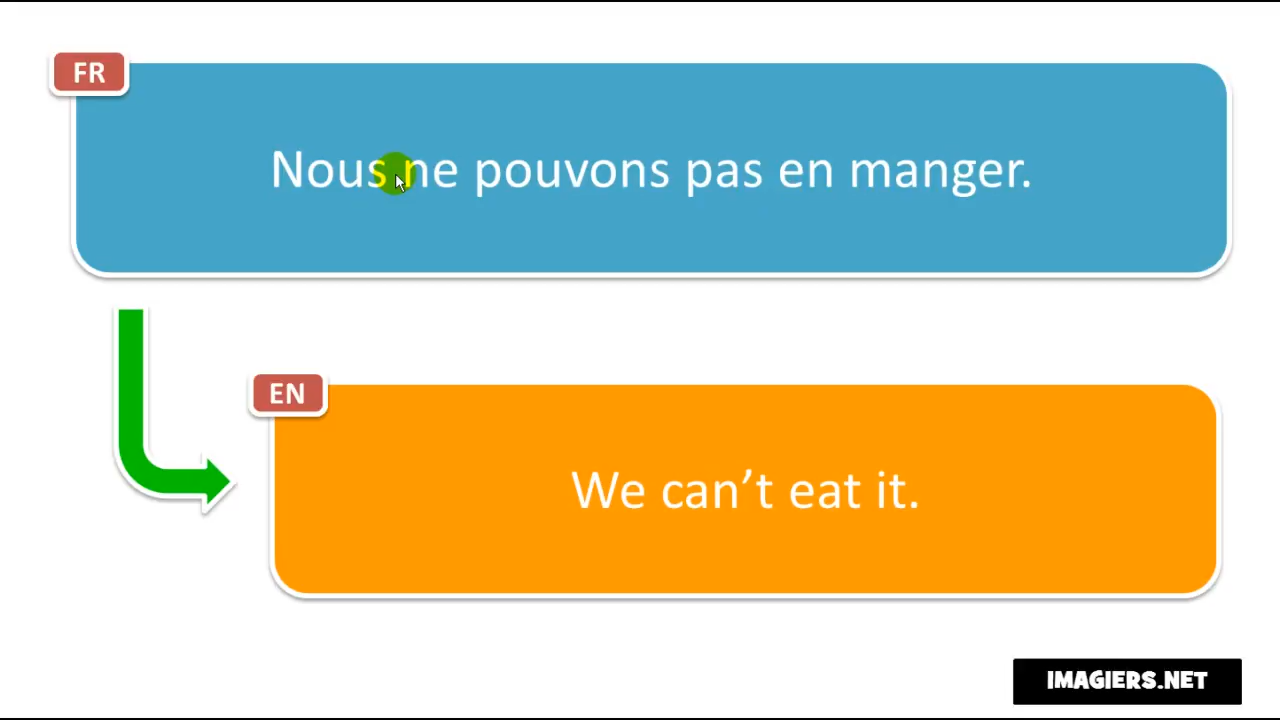 FR
Nous ne pouvons pas en manger.
EN
We can’t eat it.
IMAGIERS.NET